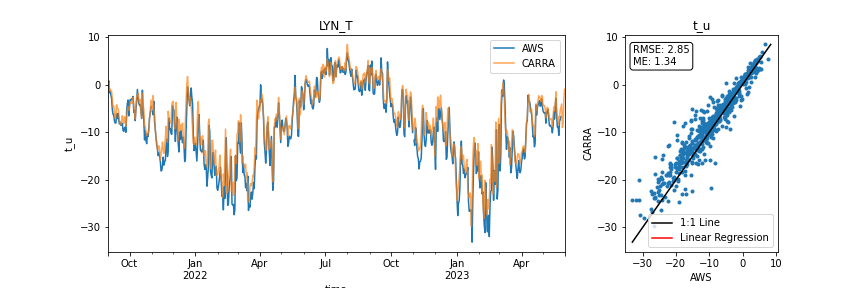 LYN_T
t_u
10
0
−10
−20
−30
t_u
AWS
CARRA
Oct
Jan
2022
Apr
Jul
Oct
Jan
2023
Apr
time
10
0
−10
−20
−30
CARRA
RMSE: 2.85
ME: 1.34
1:1 Line
Linear Regression
−30
−20
−10
0
10
AWS